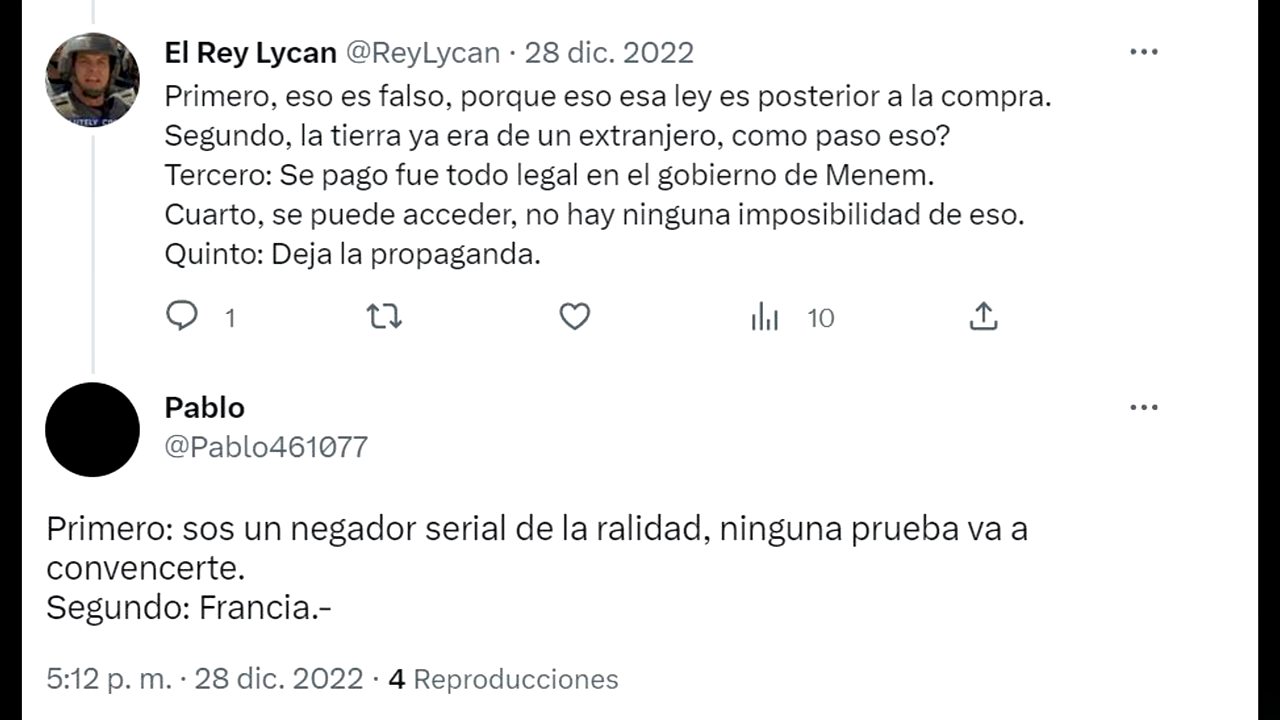 El Rey Lycan @ReyLycan · 28 dic. 2022
Primero, eso es falso, porque eso esa ley es posterior a la compra.
Segundo, la tierra ya era de un extranjero, como paso eso?
Tercero: Se pago fue todo legal en el gobierno de Menem.
Cuarto, se puede acceder, no hay ninguna imposibilidad de eso.
Quinto: Deja la propaganda.
1 10
Pablo
@Pablo461077
Primero: sos un negador serial de la ralidad, ninguna prueba va a
convencerte.
Segundo: Francia.-
5:12 p. m. · 28 dic. 2022 · 4 Reproducciones